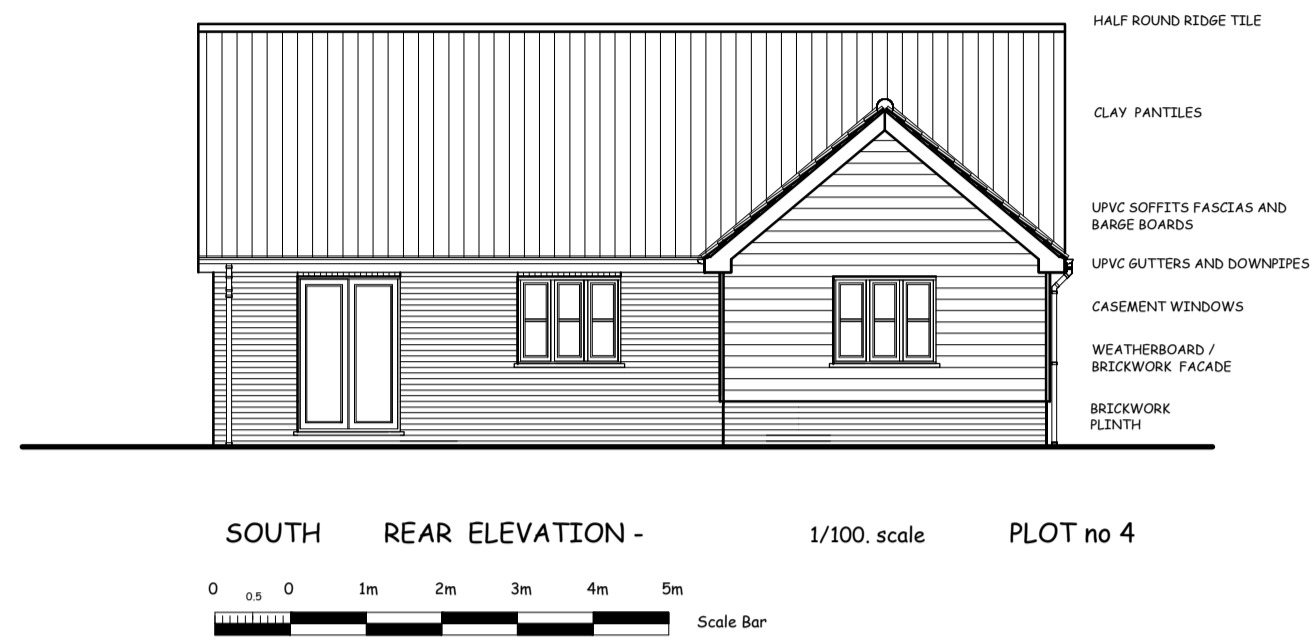 HALF ROUND RIDGE TILE
CLAY PANTILES
UPVC SOFFITS FASCIAS AND
BARGE BOARDS
UPVC GUTTERS AND DOWNPIPES
CASEMENT WINDOWS
WEATHERBOARD /
BRICKWORK FACADE
BRICKWORK
PLINTH
SOUTH REAR ELEVATION - 1/100. scale PLOT no 4
0 0.5 0 1m 2m 3m 4m 5m
Scale Bar